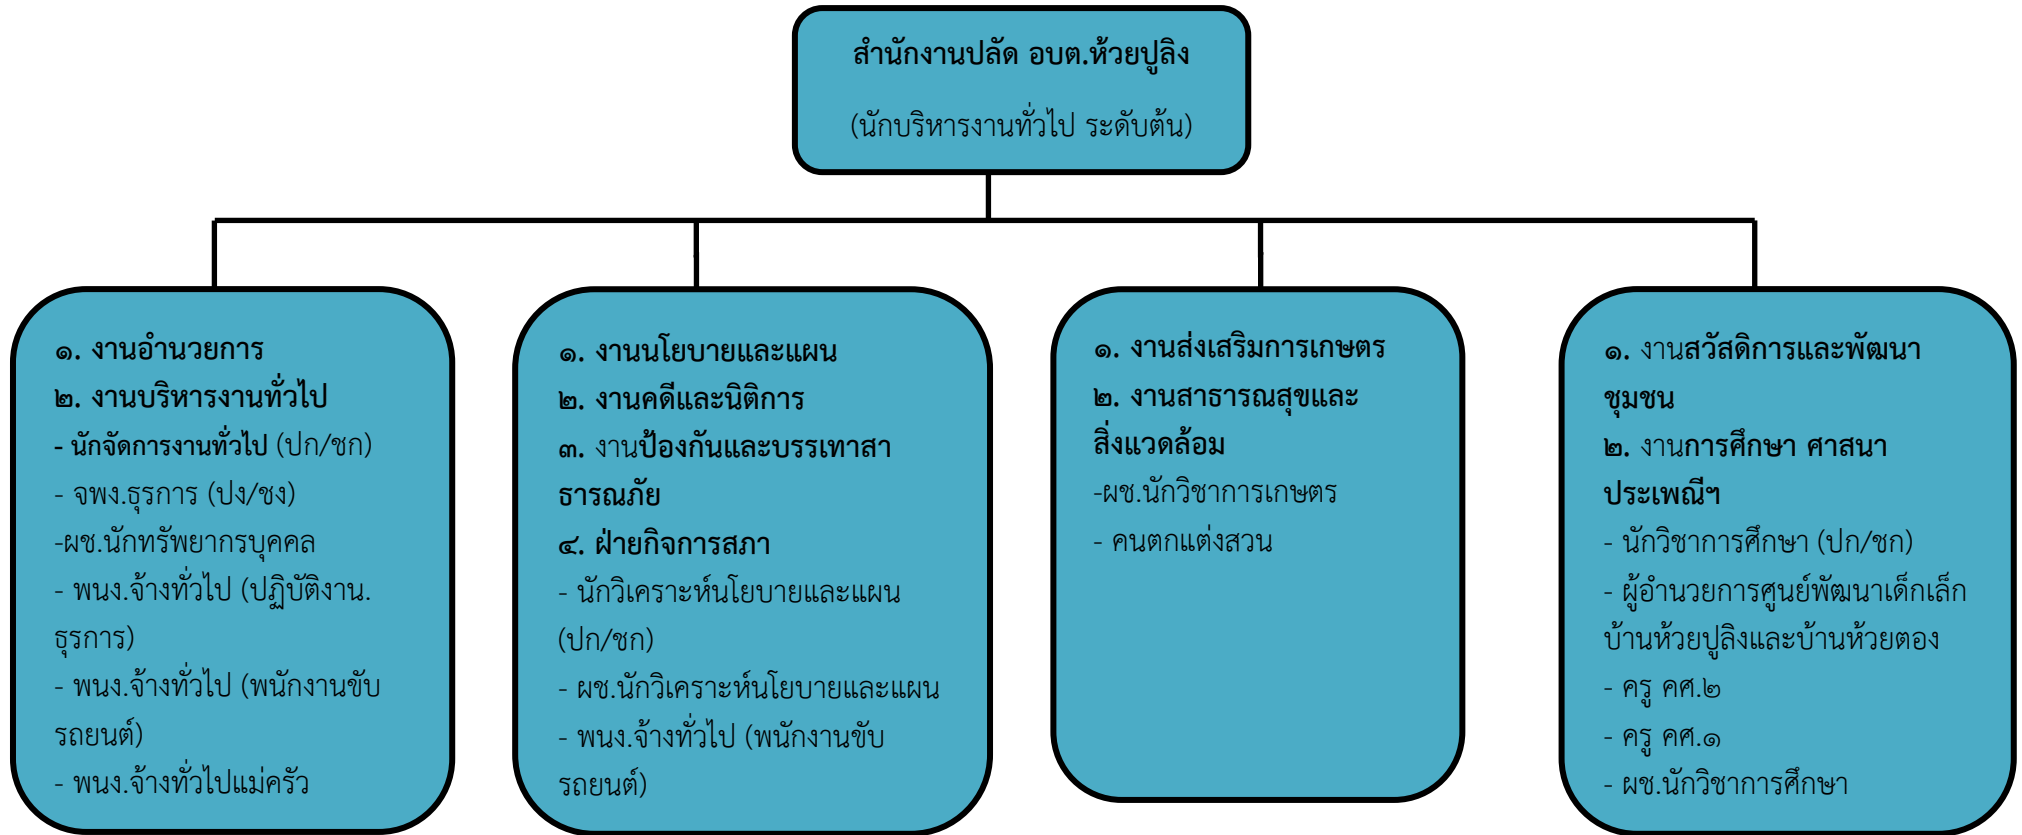 สำนักงานปลัด อบต.ห้วยปูลิง
(นักบริหารงานทั่วไป ระดับต้น)
๑. งานอำนวยการ
๒. งานบริหารงานทั่วไป
- นักจัดการงานทั่วไป (ปก/ชก)
- จพง.ธุรการ (ปง/ชง)
-ผช.นักทรัพยากรบุคคล
- พนง.จ้างทั่วไป (ปฏิบัติงาน.
ธุรการ)
- พนง.จ้างทั่วไป (พนักงานขับ
รถยนต์)
- พนง.จ้างทั่วไปแม่ครัว
๑. งานนโยบายและแผน
๒. งานคดีและนิติการ
๓. งานป้องกันและบรรเทาสา
ธารณภัย
๔. ฝ่ายกิจการสภา
- นักวิเคราะห์นโยบายและแผน
(ปก/ชก)
- ผช.นักวิเคราะห์นโยบายและแผน
- พนง.จ้างทั่วไป (พนักงานขับ
รถยนต์)
๑. งานส่งเสริมการเกษตร
๒. งานสาธารณสุขและ
สิ่งแวดล้อม
-ผช.นักวิชาการเกษตร
- คนตกแต่งสวน
๑. งานสวัสดิการและพัฒนา
ชุมชน
๒. งานการศึกษา ศาสนา
ประเพณีฯ
- นักวิชาการศึกษา (ปก/ชก)
- ผู้อำนวยการศูนย์พัฒนาเด็กเล็ก
บ้านห้วยปูลิงและบ้านห้วยตอง
- ครู คศ.๒
- ครู คศ.๑
- ผช.นักวิชาการศึกษา